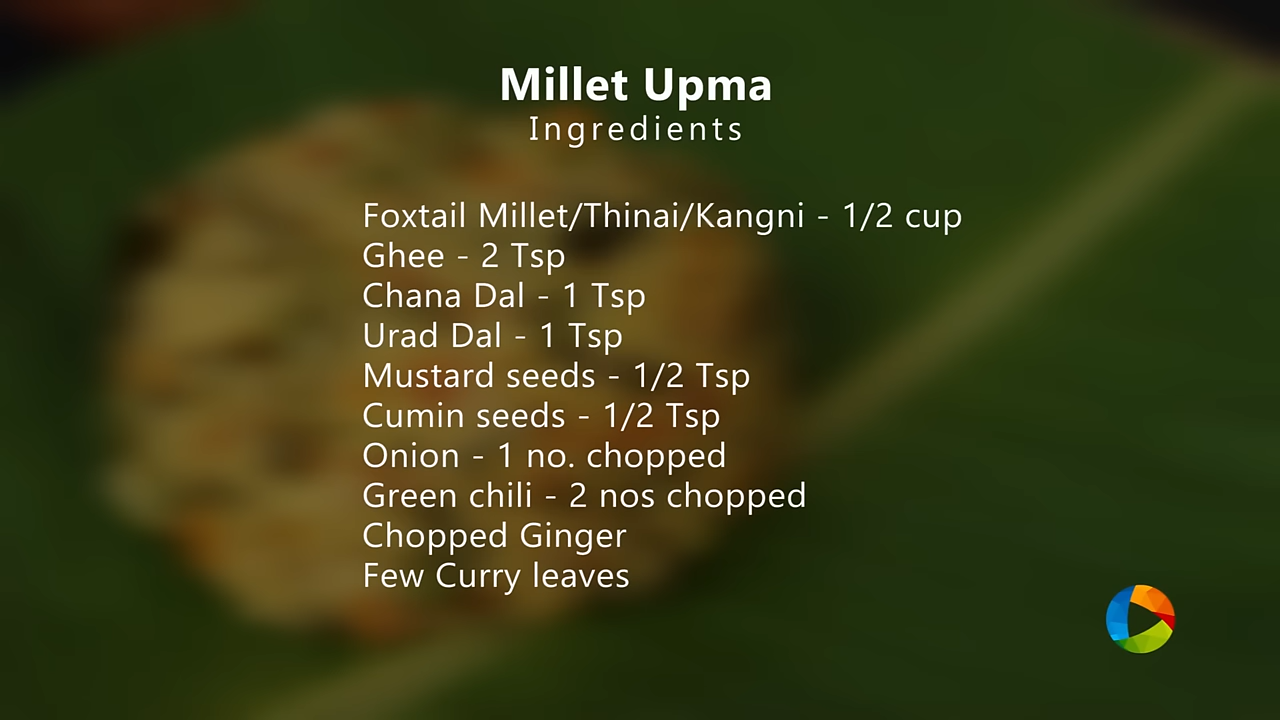 Millet Upma
Ingredients
Foxtail Millet/Thinai/Kangni - 1/2 cup
Ghee - 2 Tsp
Chana Dal - 1 Tsp
Urad Dal - 1 Tsp
Mustard seeds - 1/2 Tsp
Cumin seeds - 1/2 Tsp
Onion - 1 no. chopped
Green chili - 2 nos chopped
Chopped Ginger
Few Curry leaves